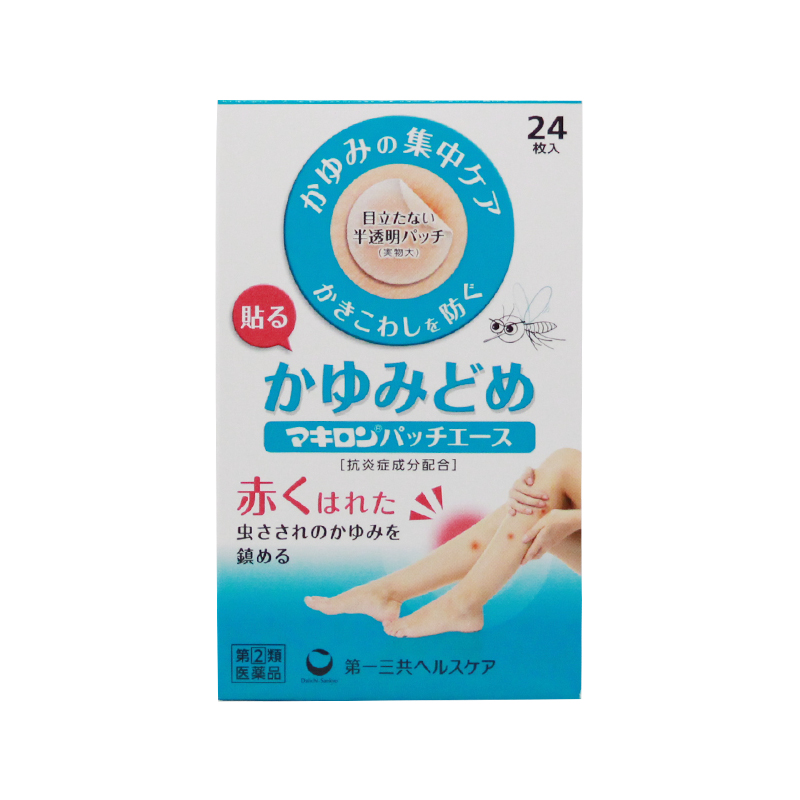 24
枚入
かゆみの集中ケア
目立たない
半透明パッチ
(実物大)
かきこわしを防ぐ
貼る
かゆみどめ
マキロン®パッチエース
[抗炎症成分配合]
赤くはれた
虫さされのかゆみを
鎮める
第②類
医薬品
Daiichi-Sankyo
第一三共ヘルスケア